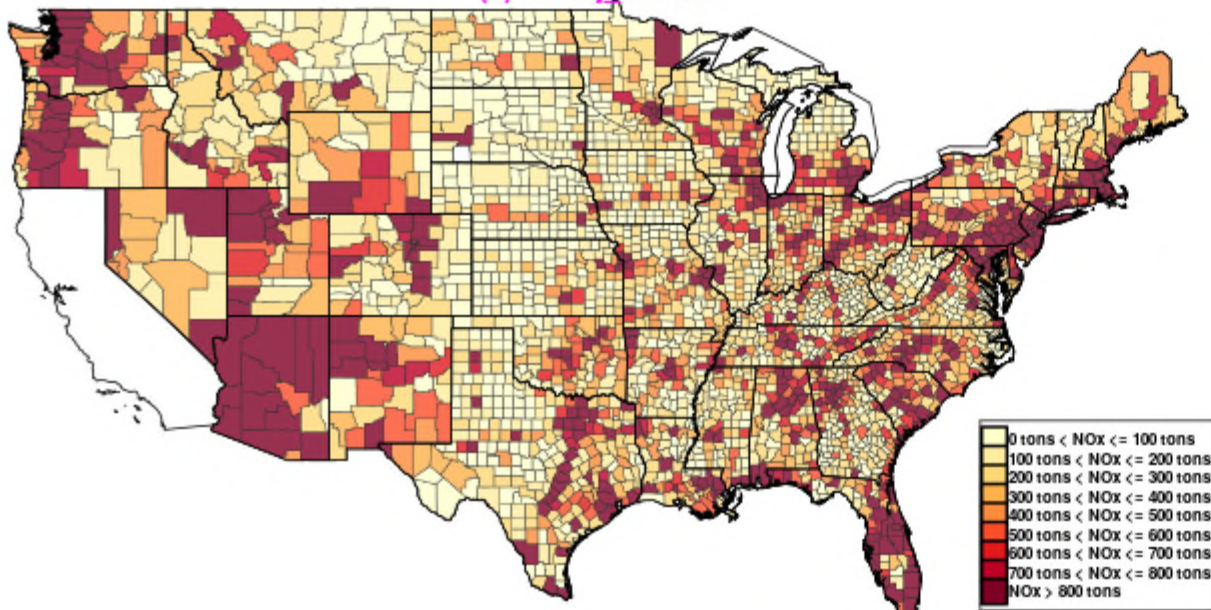 0 tons < NOx <= 100 tons
100 tons < NOx <= 200 tons
200 tons < NOx <= 300 tons
300 tons < NOx <= 400 tons
400 tons < NOx <= 500 tons
500 tons < NOx <= 600 tons
600 tons < NOx <= 700 tons
700 tons < NOx <= 800 tons
NOx > 800 tons